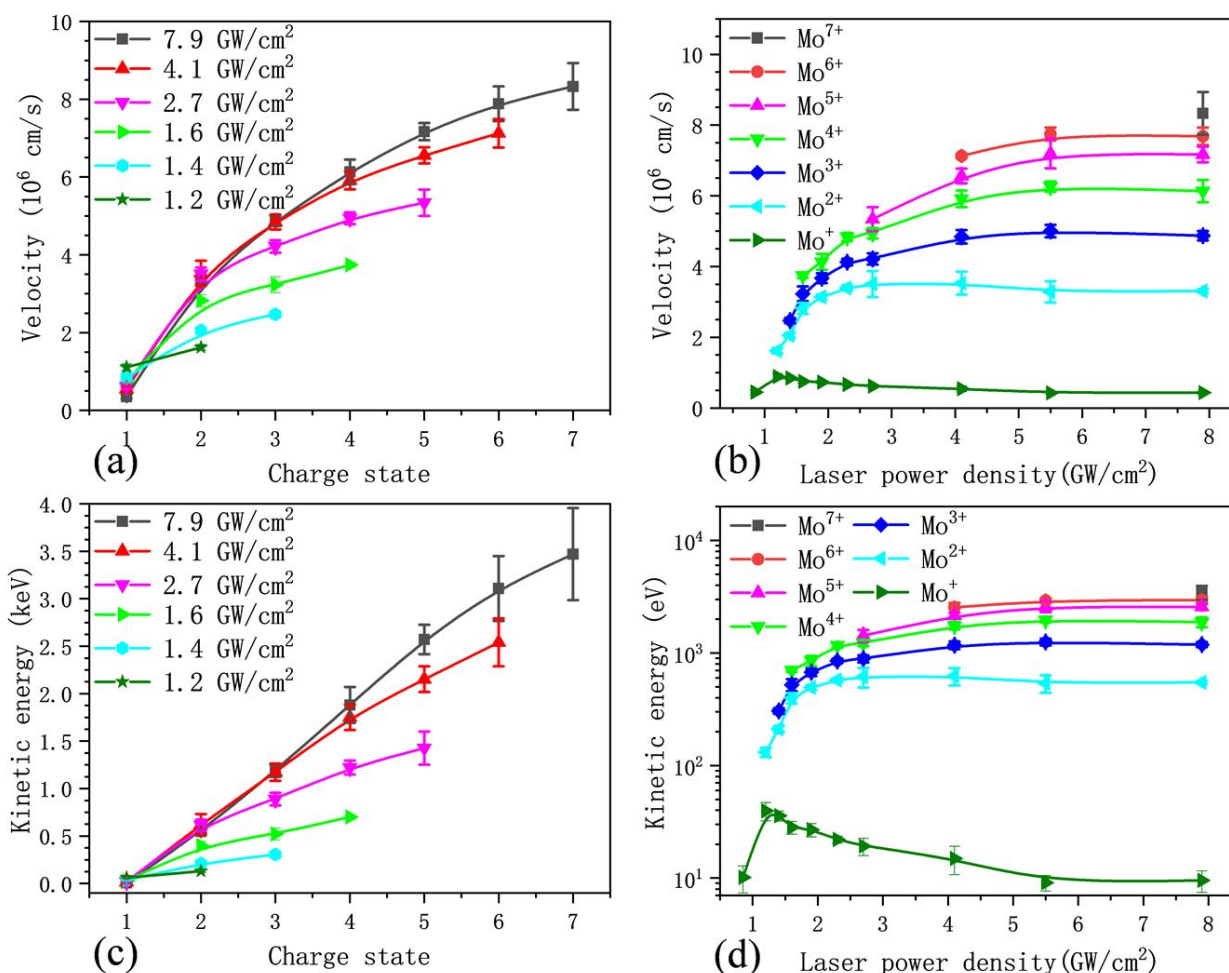 10
8
6
4
2
0
Velocity (10⁶ cm/s)
7.9 GW/cm²
4.1 GW/cm²
2.7 GW/cm²
1.6 GW/cm²
1.4 GW/cm²
1.2 GW/cm²
1 2 3 4 5 6 7
(a)
Charge state
10
8
6
4
2
0
Velocity (10⁶ cm/s)
Mo⁷⁺
Mo⁶⁺
Mo⁵⁺
Mo⁴⁺
Mo³⁺
Mo²⁺
Mo⁺
1 2 3 4 5 6 7 8
(b)
Laser power density(GW/cm²)
4.0
3.5
3.0
2.5
2.0
1.5
1.0
0.5
0.0
Kinetic energy (keV)
7.9 GW/cm²
4.1 GW/cm²
2.7 GW/cm²
1.6 GW/cm²
1.4 GW/cm²
1.2 GW/cm²
1 2 3 4 5 6 7
(c)
Charge state
10⁴
10³
10²
10¹
Kinetic energy (eV)
Mo⁷⁺ Mo³⁺
Mo⁶⁺ Mo²⁺
Mo⁵⁺ Mo⁺
Mo⁴⁺
1 2 3 4 5 6 7 8
(d)
Laser power density(GW/cm²)